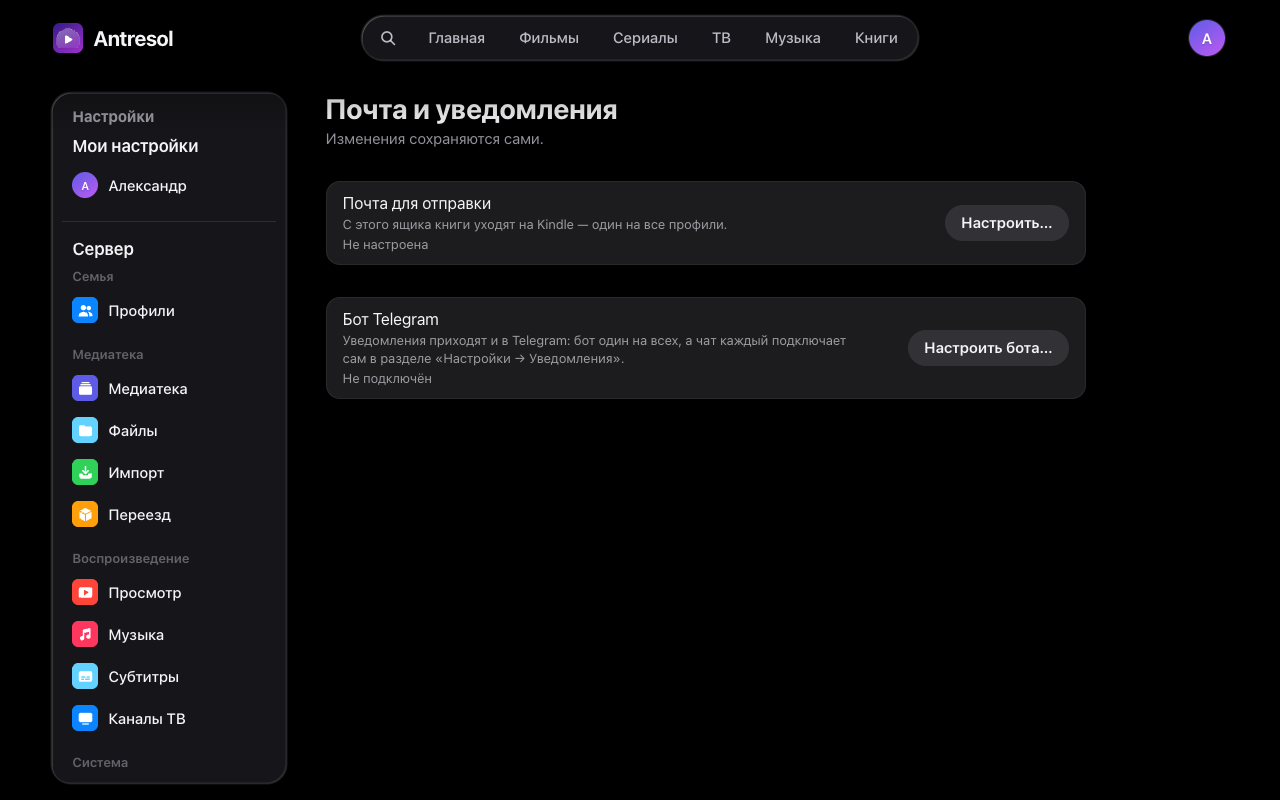 Antresol
Главная
Фильмы
Сериалы
ТВ
Музыка
Книги
А
Настройки
Мои настройки
А
Александр
Сервер
Семья
Профили
Медиатека
Медиатека
Файлы
Импорт
Переезд
Воспроизведение
Просмотр
Музыка
Субтитры
Каналы ТВ
Система
Почта и уведомления
Изменения сохраняются сами.
Почта для отправки
С этого ящика книги уходят на Kindle — один на все профили.
Не настроена
Настроить...
Бот Telegram
Уведомления приходят и в Telegram: бот один на всех, а чат каждый подключает
сам в разделе «Настройки → Уведомления».
Не подключён
Настроить бота...